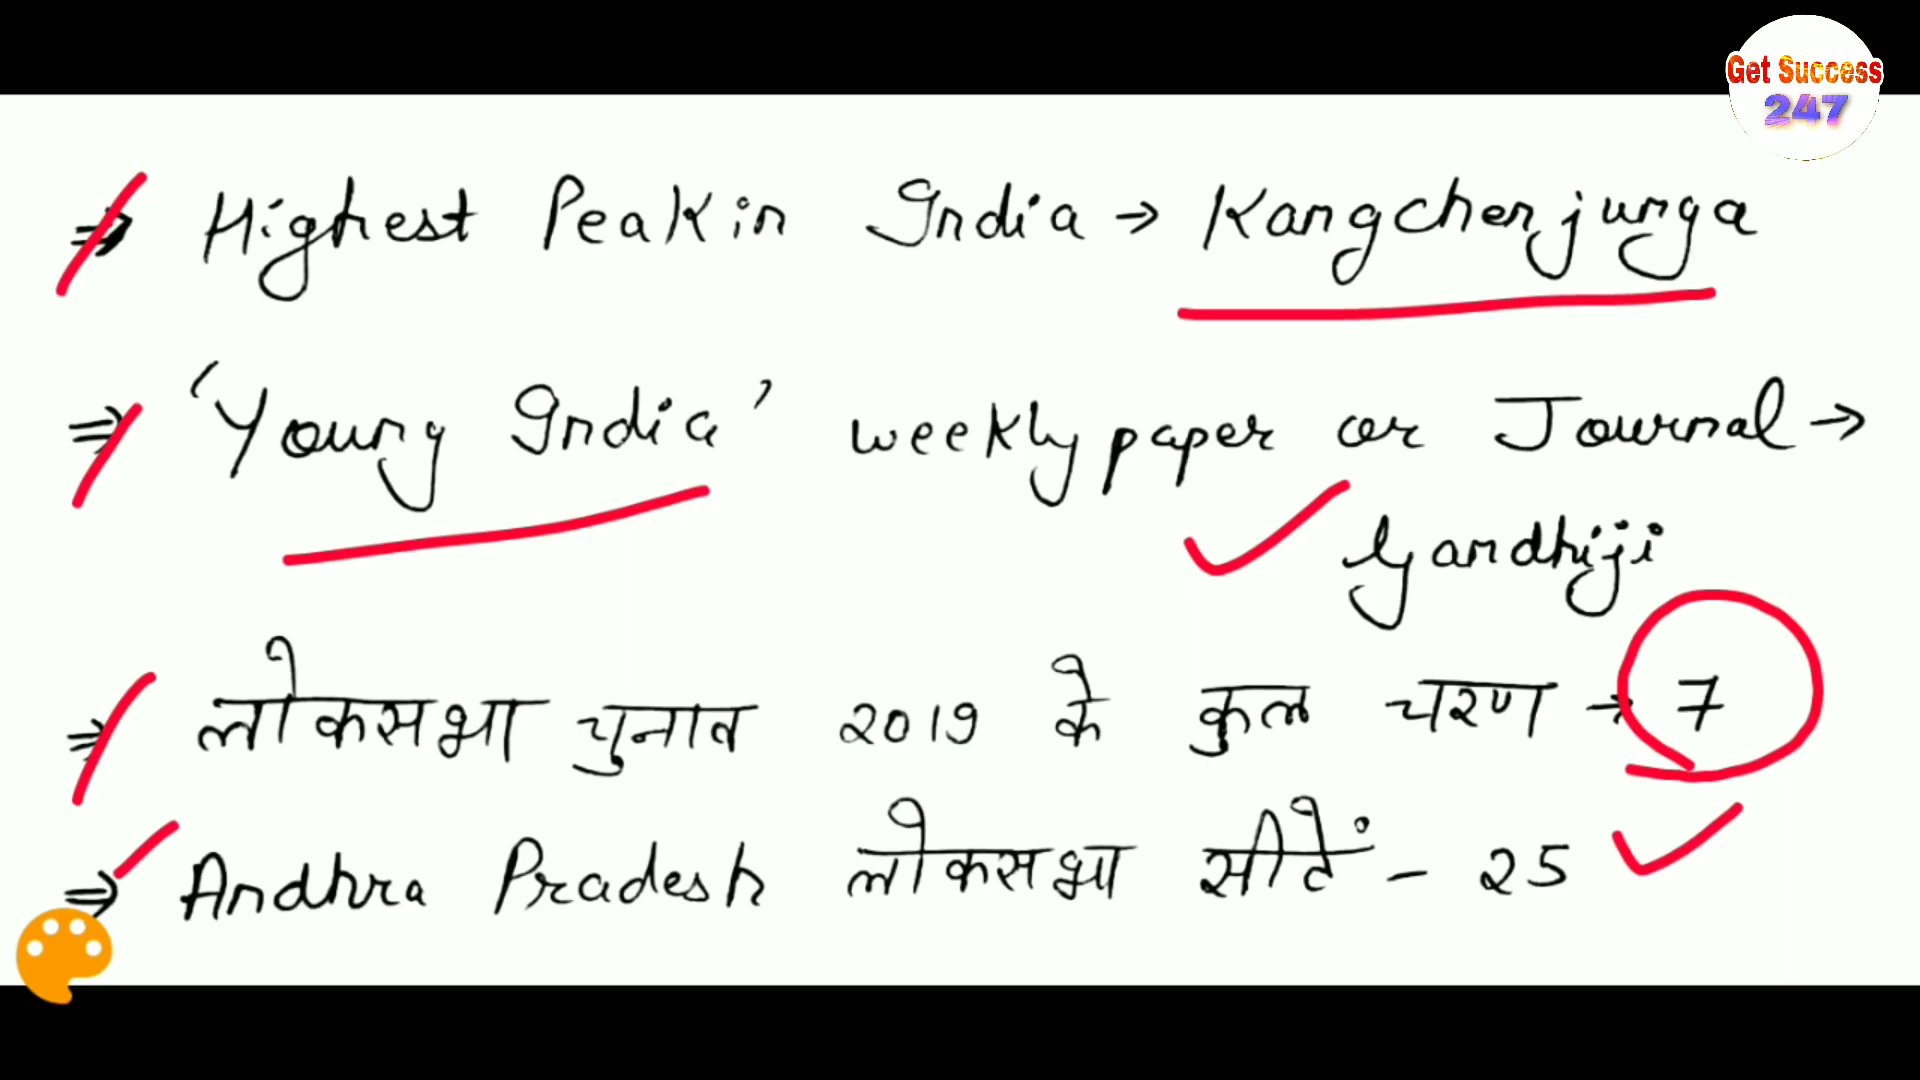 Get Success
247
⇒ Highest Peak in India → Kangchenjunga
⇒ 'Young India' weekly paper or Journal →
Gandhiji
⇒ लोकसभा चुनाव 2019 के कुल चरण → 7
⇒ Andhra Pradesh लोकसभा सीटें - 25